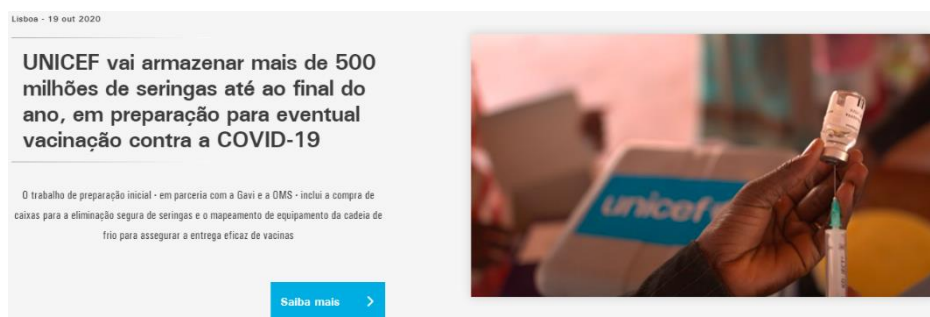 Lisboa - 19 out 2020
UNICEF vai armazenar mais de 500
milhões de seringas até ao final do
ano, em preparação para eventual
vacinação contra a COVID-19
O trabalho de preparação inicial - em parceria com a Gavi e a OMS - inclui a compra de
caixas para a eliminação segura de seringas e o mapeamento de equipamento da cadeia de
frio para assegurar a entrega eficaz de vacinas
Saiba mais
unicef